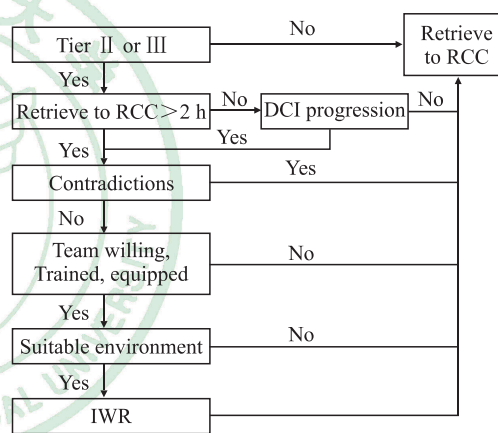 Tier Ⅱ or Ⅲ
No
Retrieve
to RCC
Yes
Retrieve to RCC>2 h
No
DCI progression
No
Yes
Yes
Contradictions
Yes
No
Team willing,
Trained, equipped
No
Yes
Suitable environment
No
Yes
IWR